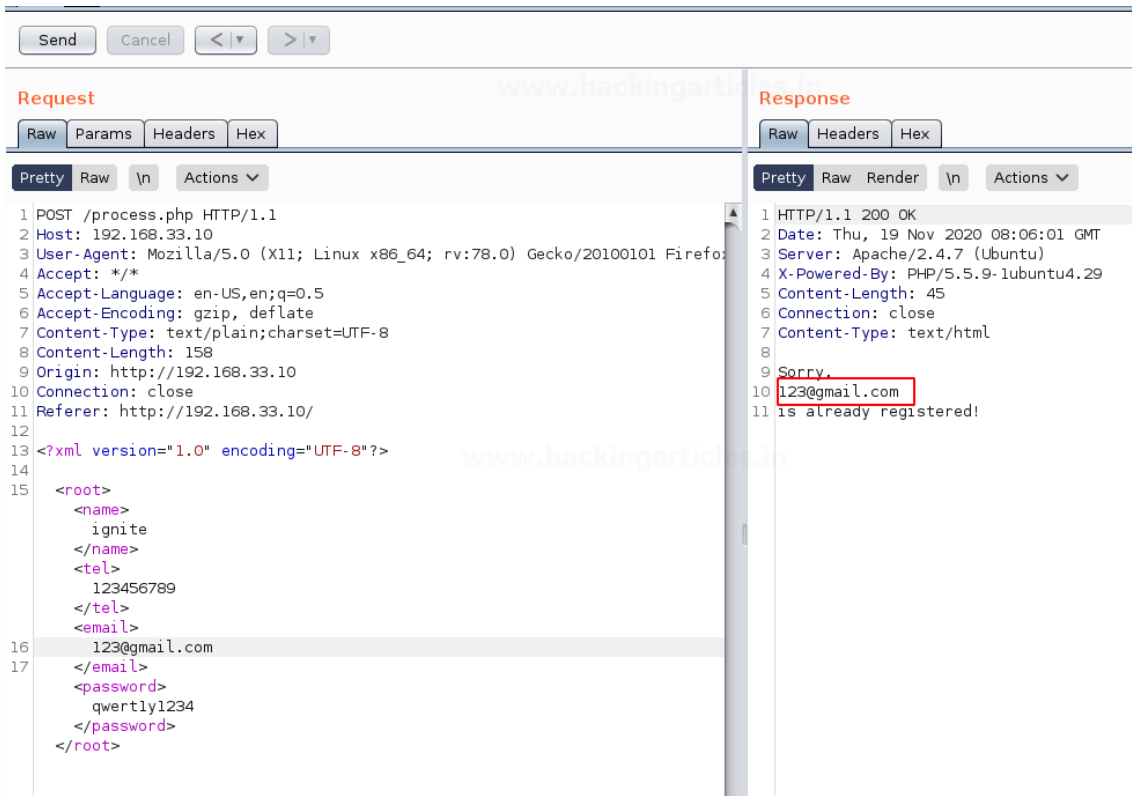 Send Cancel < >
www.hackingarticles.in
Request
Raw Params Headers Hex
Pretty Raw \n Actions
1 POST /process.php HTTP/1.1
2 Host: 192.168.33.10
3 User-Agent: Mozilla/5.0 (X11; Linux x86_64; rv:78.0) Gecko/20100101 Firefo
4 Accept: */*
5 Accept-Language: en-US,en;q=0.5
6 Accept-Encoding: gzip, deflate
7 Content-Type: text/plain;charset=UTF-8
8 Content-Length: 158
9 Origin: http://192.168.33.10
10 Connection: close
11 Referer: http://192.168.33.10/
12
13 <?xml version="1.0" encoding="UTF-8"?>
14
15 <root>
<name>
ignite
</name>
<tel>
123456789
</tel>
<email>
16 123@gmail.com
17 </email>
<password>
qwert1y1234
</password>
</root>
www.hackingarticles.in
Response
Raw Headers Hex
Pretty Raw Render \n Actions
1 HTTP/1.1 200 OK
2 Date: Thu, 19 Nov 2020 08:06:01 GMT
3 Server: Apache/2.4.7 (Ubuntu)
4 X-Powered-By: PHP/5.5.9-1ubuntu4.29
5 Content-Length: 45
6 Connection: close
7 Content-Type: text/html
8
9 Sorry,
10 123@gmail.com
11 is already registered!